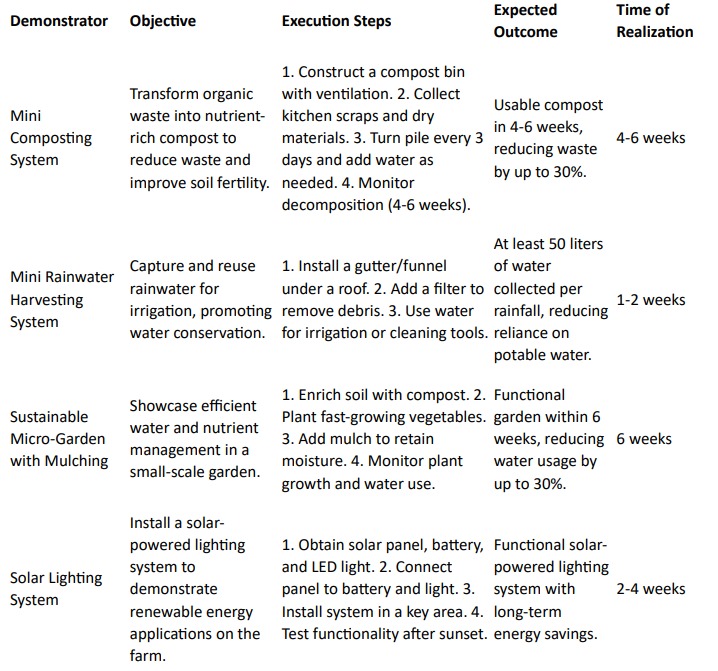 Demonstrator Objective Execution Steps Expected Outcome Time of Realization
Mini
Composting
System
Transform organic
waste into nutrient-
rich compost to
reduce waste and
improve soil fertility.
1. Construct a compost bin
with ventilation. 2. Collect
kitchen scraps and dry
materials. 3. Turn pile every 3
days and add water as
needed. 4. Monitor
decomposition (4-6 weeks).
Usable compost
in 4-6 weeks,
reducing waste
by up to 30%.
4-6 weeks
Mini Rainwater
Harvesting
System
Capture and reuse
rainwater for
irrigation, promoting
water conservation.
1. Install a gutter/funnel
under a roof. 2. Add a filter to
remove debris. 3. Use water
for irrigation or cleaning tools.
At least 50 liters
of water
collected per
rainfall, reducing
reliance on
potable water.
1-2 weeks
Sustainable
Micro-Garden
with Mulching
Showcase efficient
water and nutrient
management in a
small-scale garden.
1. Enrich soil with compost. 2.
Plant fast-growing vegetables.
3. Add mulch to retain
moisture. 4. Monitor plant
growth and water use.
Functional
garden within 6
weeks, reducing
water usage by
up to 30%.
6 weeks
Solar Lighting
System
Install a solar-
powered lighting
system to
demonstrate
renewable energy
applications on the
farm.
1. Obtain solar panel, battery,
and LED light. 2. Connect
panel to battery and light. 3.
Install system in a key area. 4.
Test functionality after sunset.
Functional solar-
powered lighting
system with
long-term
energy savings.
2-4 weeks